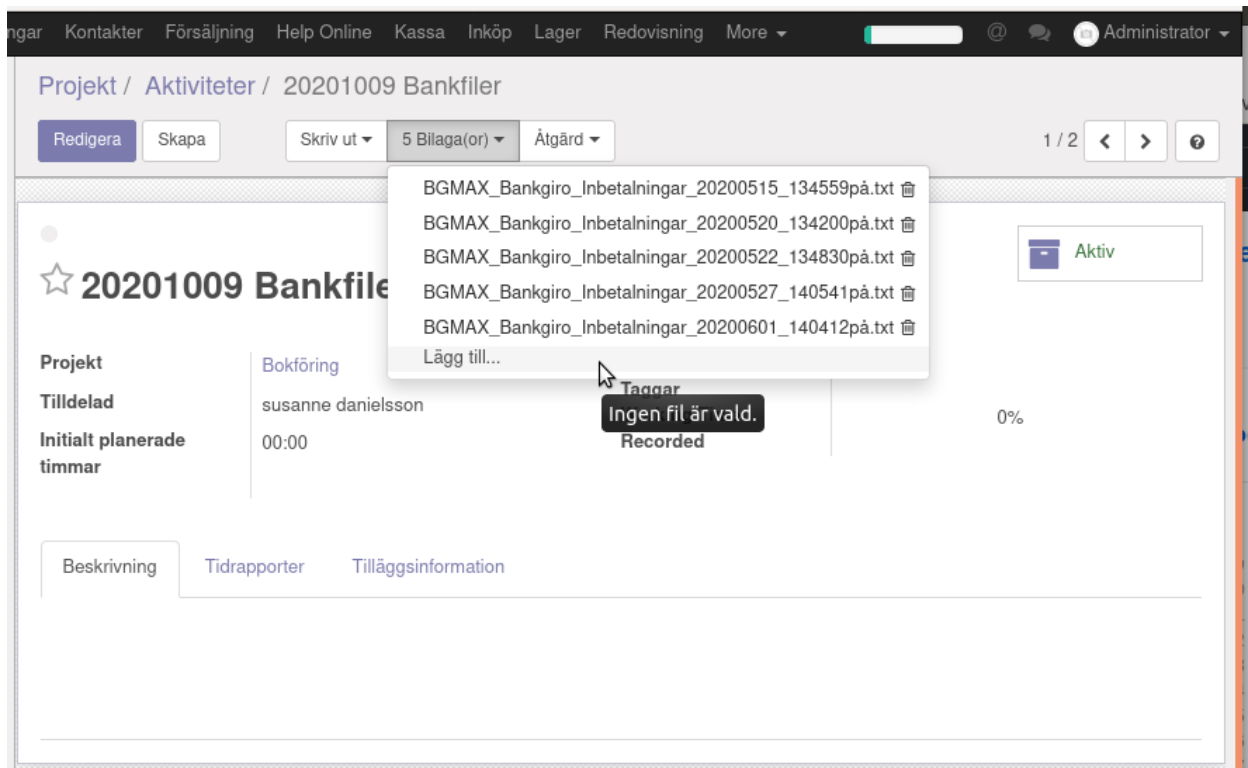 ngar Kontakter Försäljning Help Online Kassa Inköp Lager Redovisning More @ Administrator
Projekt / Aktiviteter / 20201009 Bankfiler
Redigera Skapa Skriv ut 5 Bilaga(or) Åtgärd 1 / 2
BGMAX_Bankgiro_Inbetalningar_20200515_134559på.txt
BGMAX_Bankgiro_Inbetalningar_20200520_134200på.txt
BGMAX_Bankgiro_Inbetalningar_20200522_134830på.txt
BGMAX_Bankgiro_Inbetalningar_20200527_140541på.txt
BGMAX_Bankgiro_Inbetalningar_20200601_140412på.txt
Lägg till...
Aktiv
20201009 Bankfile
Projekt Bokföring
Taggar
Tilldelad susanne danielsson
Ingen fil är vald.
0%
Initialt planerade timmar 00:00
Recorded
Beskrivning Tidrapporter Tilläggsinformation